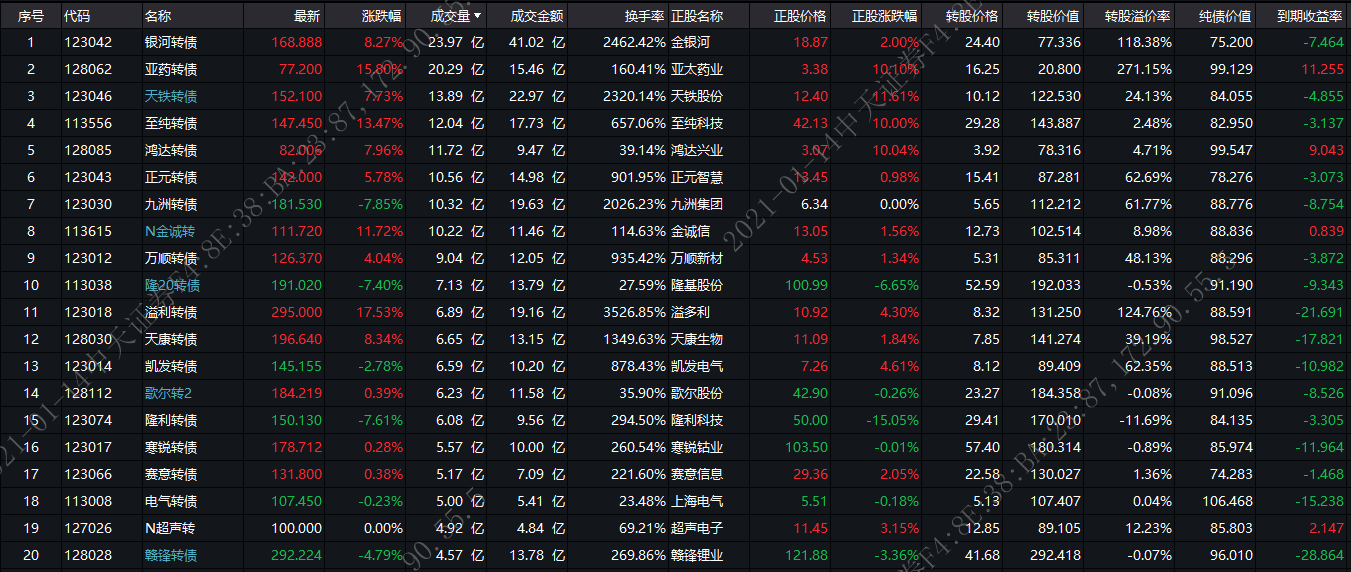 序号 代码 名称 最新 涨跌幅 成交量 成交金额 换手率 正股名称 正股价格 正股涨跌幅 转股价格 转股价值 转股溢价率 纯债价值 到期收益率
1 123042 银河转债 168.888 8.27% 23.97 亿 41.02 亿 2462.42% 金银河 18.87 2.00% 24.40 77.336 118.38% 75.200 -7.464
2 128062 亚药转债 77.200 15.80% 20.29 亿 15.46 亿 160.41% 亚太药业 3.38 10.10% 16.25 20.800 271.15% 99.129 11.255
3 123046 天铁转债 152.100 7.73% 13.89 亿 22.97 亿 2320.14% 天铁股份 12.40 11.61% 10.12 122.530 24.13% 84.055 -4.855
4 113556 至纯转债 147.450 13.47% 12.04 亿 17.73 亿 657.06% 至纯科技 42.13 10.00% 29.28 143.887 2.48% 82.950 -3.137
5 128085 鸿达转债 82.006 7.96% 11.72 亿 9.47 亿 39.14% 鸿达兴业 3.07 10.04% 3.92 78.316 4.71% 99.547 9.043
6 123043 正元转债 142.000 5.78% 10.56 亿 14.98 亿 901.95% 正元智慧 13.45 0.98% 15.41 87.281 62.69% 78.276 -3.073
7 123030 九洲转债 181.530 -7.85% 10.32 亿 19.63 亿 2026.23% 九洲集团 6.34 0.00% 5.65 112.212 61.77% 88.776 -8.754
8 113615 N金诚转 111.720 11.72% 10.22 亿 11.46 亿 114.63% 金诚信 13.05 1.56% 12.73 102.514 8.98% 88.836 0.839
9 123012 万顺转债 126.370 4.04% 9.04 亿 12.05 亿 935.42% 万顺新材 4.53 1.34% 5.31 85.311 48.13% 88.296 -3.872
10 113038 隆20转债 191.020 -7.40% 7.13 亿 13.79 亿 27.59% 隆基股份 100.99 -6.65% 52.59 192.033 -0.53% 91.190 -9.343
11 123018 溢利转债 295.000 17.53% 6.89 亿 19.16 亿 3526.85% 溢多利 10.92 4.30% 8.32 131.250 124.76% 88.591 -21.691
12 128030 天康转债 196.640 8.34% 6.65 亿 13.15 亿 1349.63% 天康生物 11.09 1.84% 7.85 141.274 39.19% 98.527 -17.821
13 123014 凯发转债 145.155 -2.78% 6.59 亿 10.20 亿 878.43% 凯发电气 7.26 4.61% 8.12 89.409 62.35% 88.513 -10.982
14 128112 歌尔转2 184.219 0.39% 6.23 亿 11.58 亿 35.90% 歌尔股份 42.90 -0.26% 23.27 184.358 -0.08% 91.096 -8.526
15 123074 隆利转债 150.130 -7.61% 6.08 亿 9.56 亿 294.50% 隆利科技 50.00 -15.05% 29.41 170.010 -11.69% 84.135 -3.305
16 123017 寒锐转债 178.712 0.28% 5.57 亿 10.00 亿 260.54% 寒锐钴业 103.50 -0.01% 57.40 180.314 -0.89% 85.974 -11.964
17 123066 赛意转债 131.800 0.38% 5.17 亿 7.09 亿 221.60% 赛意信息 29.36 2.05% 22.58 130.027 1.36% 74.283 -1.468
18 113008 电气转债 107.450 -0.23% 5.00 亿 5.41 亿 23.48% 上海电气 5.51 -0.18% 5.13 107.407 0.04% 106.468 -15.238
19 127026 N超声转 100.000 0.00% 4.92 亿 4.84 亿 69.21% 超声电子 11.45 3.15% 12.85 89.105 12.23% 85.803 2.147
20 128028 赣锋转债 292.224 -4.79% 4.57 亿 13.78 亿 269.86% 赣锋锂业 121.88 -3.36% 41.68 292.418 -0.07% 96.010 -28.864